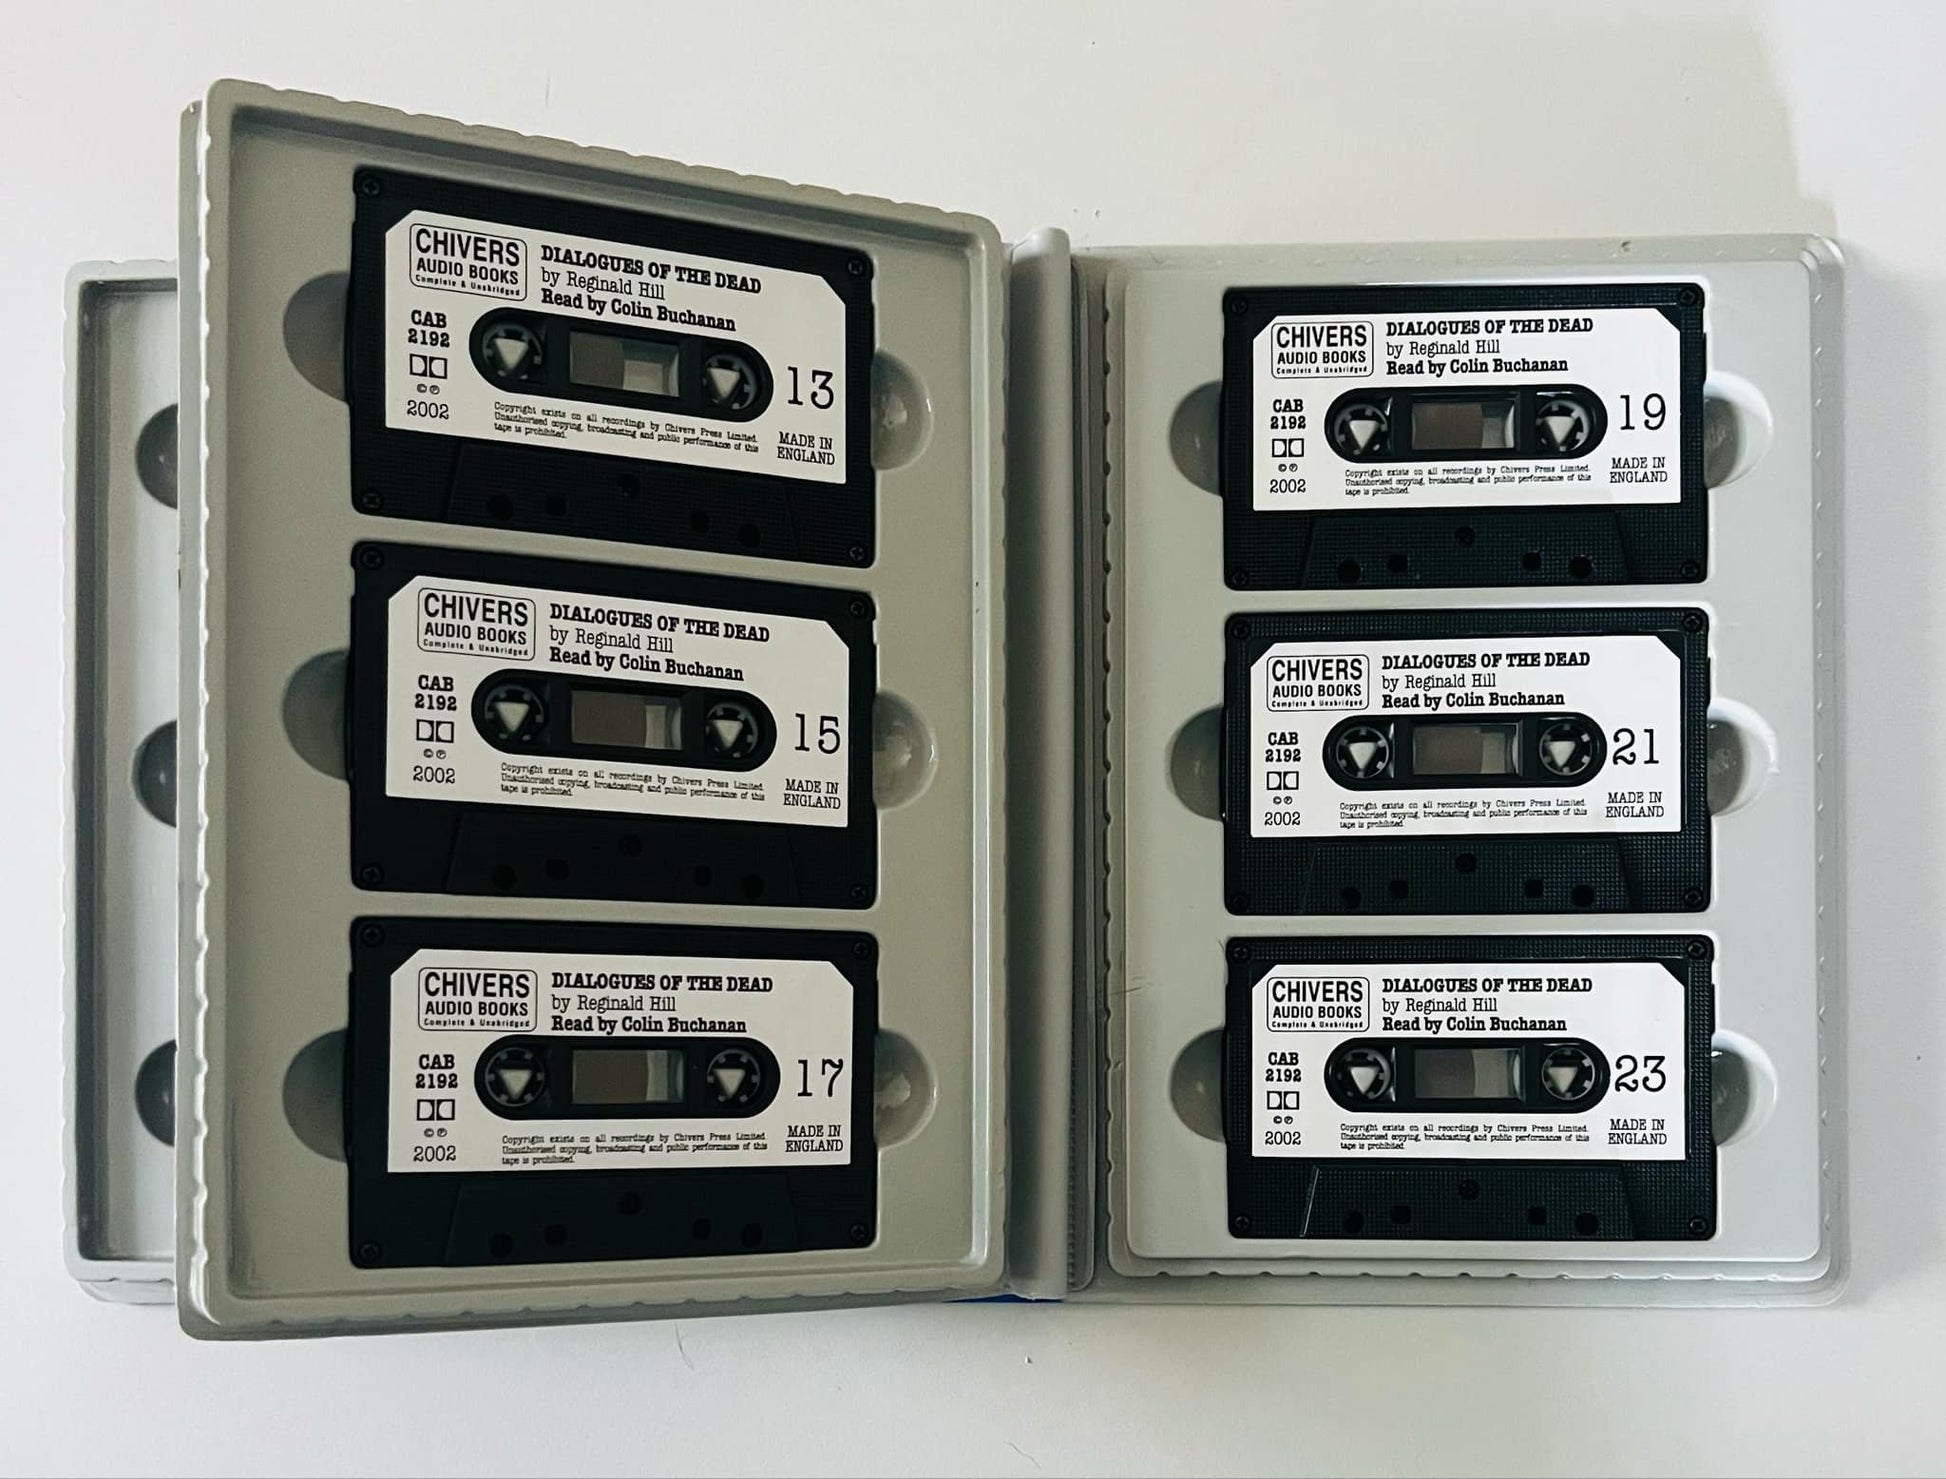 CHIVERS
AUDIO BOOKS
Complete & Unabridged
DIALOGUES OF THE DEAD
by Reginald Hill
Read by Colin Buchanan
CAB
2192
© ℗
2002
13
Copyright exists on all recordings by Chivers Press Limited.
Unauthorised copying, broadcasting and public performance of this
tape is prohibited.
MADE IN
ENGLAND
CHIVERS
AUDIO BOOKS
Complete & Unabridged
DIALOGUES OF THE DEAD
by Reginald Hill
Read by Colin Buchanan
CAB
2192
© ℗
2002
15
Copyright exists on all recordings by Chivers Press Limited.
Unauthorised copying, broadcasting and public performance of this
tape is prohibited.
MADE IN
ENGLAND
CHIVERS
AUDIO BOOKS
Complete & Unabridged
DIALOGUES OF THE DEAD
by Reginald Hill
Read by Colin Buchanan
CAB
2192
© ℗
2002
17
Copyright exists on all recordings by Chivers Press Limited.
Unauthorised copying, broadcasting and public performance of this
tape is prohibited.
MADE IN
ENGLAND
CHIVERS
AUDIO BOOKS
Complete & Unabridged
DIALOGUES OF THE DEAD
by Reginald Hill
Read by Colin Buchanan
CAB
2192
© ℗
2002
19
Copyright exists on all recordings by Chivers Press Limited.
Unauthorised copying, broadcasting and public performance of this
tape is prohibited.
MADE IN
ENGLAND
CHIVERS
AUDIO BOOKS
Complete & Unabridged
DIALOGUES OF THE DEAD
by Reginald Hill
Read by Colin Buchanan
CAB
2192
© ℗
2002
21
Copyright exists on all recordings by Chivers Press Limited.
Unauthorised copying, broadcasting and public performance of this
tape is prohibited.
MADE IN
ENGLAND
CHIVERS
AUDIO BOOKS
Complete & Unabridged
DIALOGUES OF THE DEAD
by Reginald Hill
Read by Colin Buchanan
CAB
2192
© ℗
2002
23
Copyright exists on all recordings by Chivers Press Limited.
Unauthorised copying, broadcasting and public performance of this
tape is prohibited.
MADE IN
ENGLAND